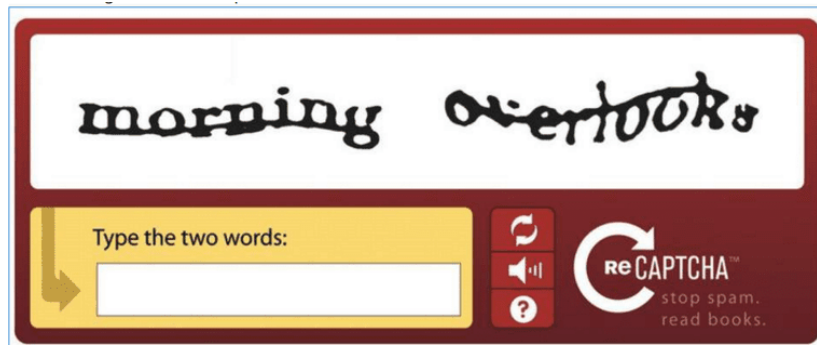 morning overlooks
Type the two words:
?
ReCAPTCHA™
stop spam.
read books.